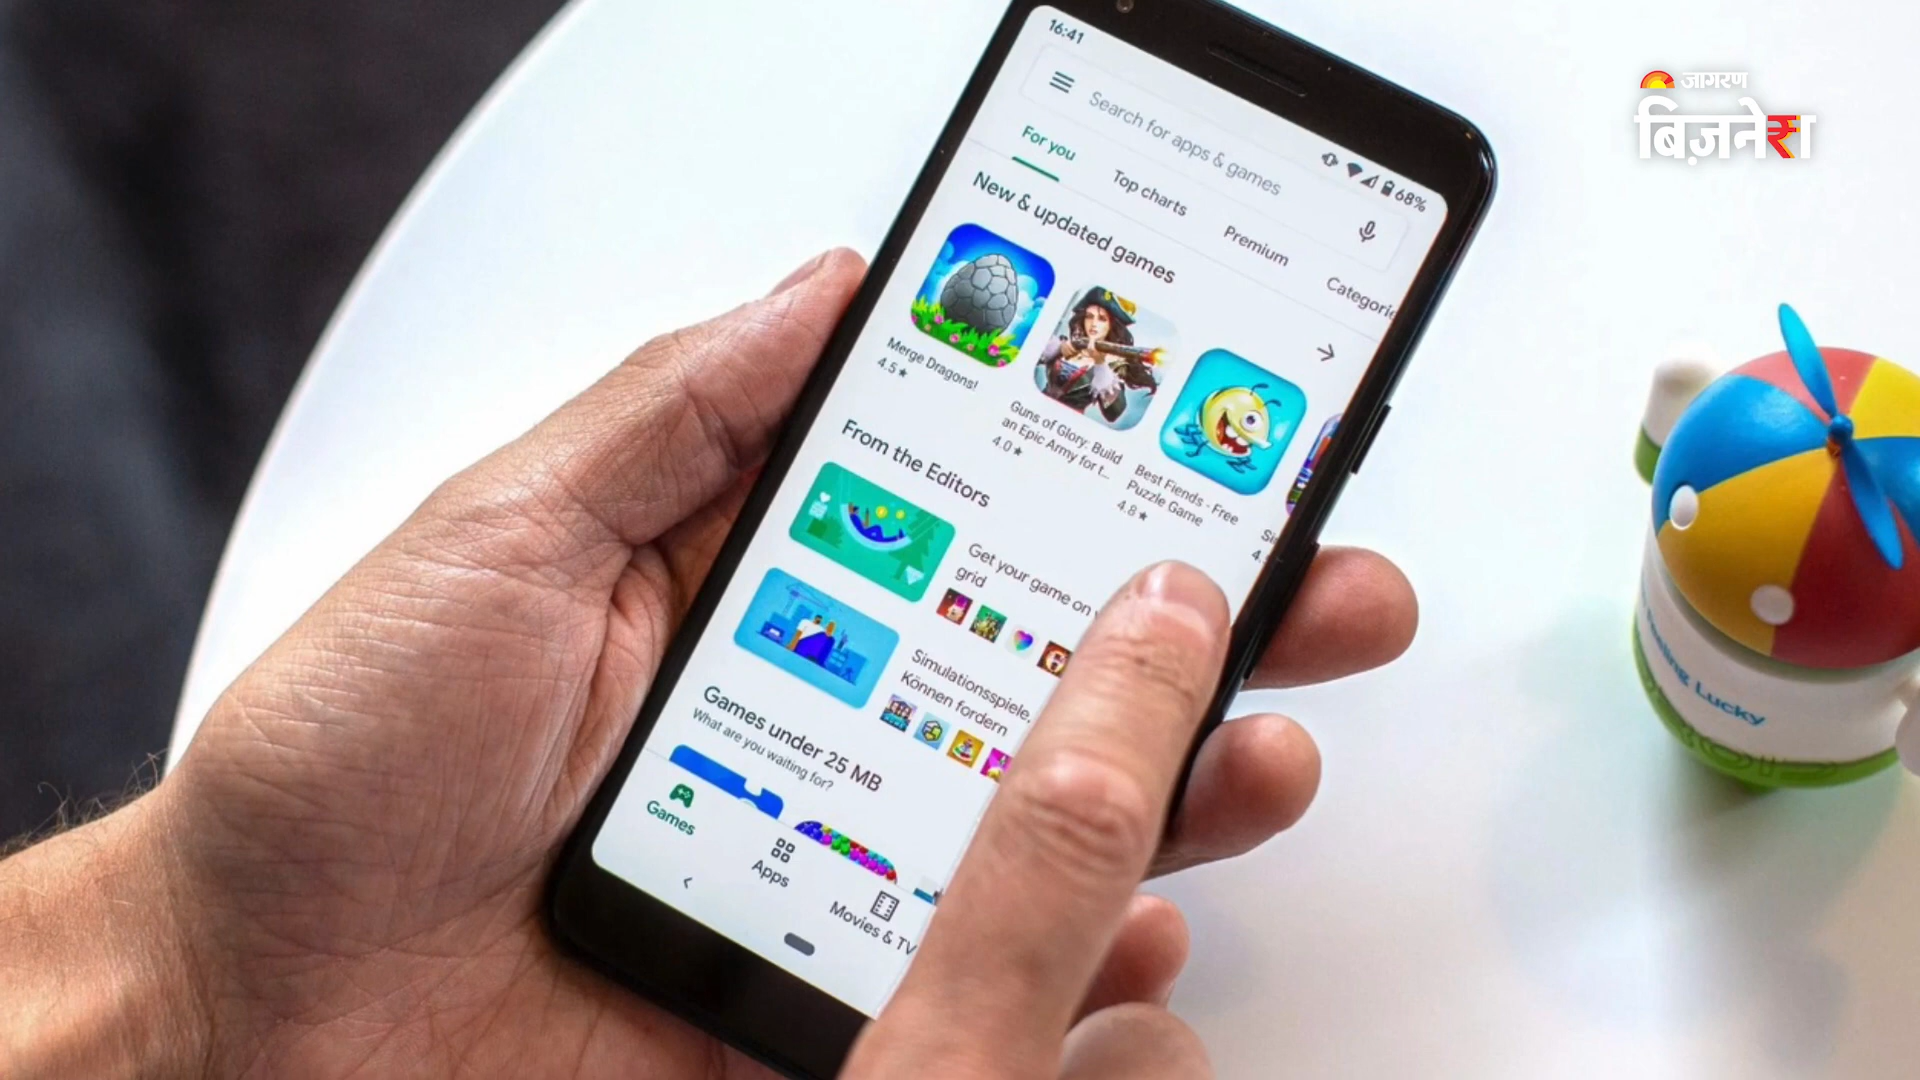 16:41
68%
Search for apps & games
For you
Top charts
Premium
New & updated games
Merge Dragons!
4.5★
Guns of Glory: Build
an Epic Army for t...
4.0★
Best Fiends - Free
Puzzle Game
4.8★
From the Editors
Get your game on
grid
Simulationsspiele,
Können fordern
Games under 25 MB
What are you waiting for?
Games
Apps
Movies & TV
Lucky
जागरण
बिज़नेस